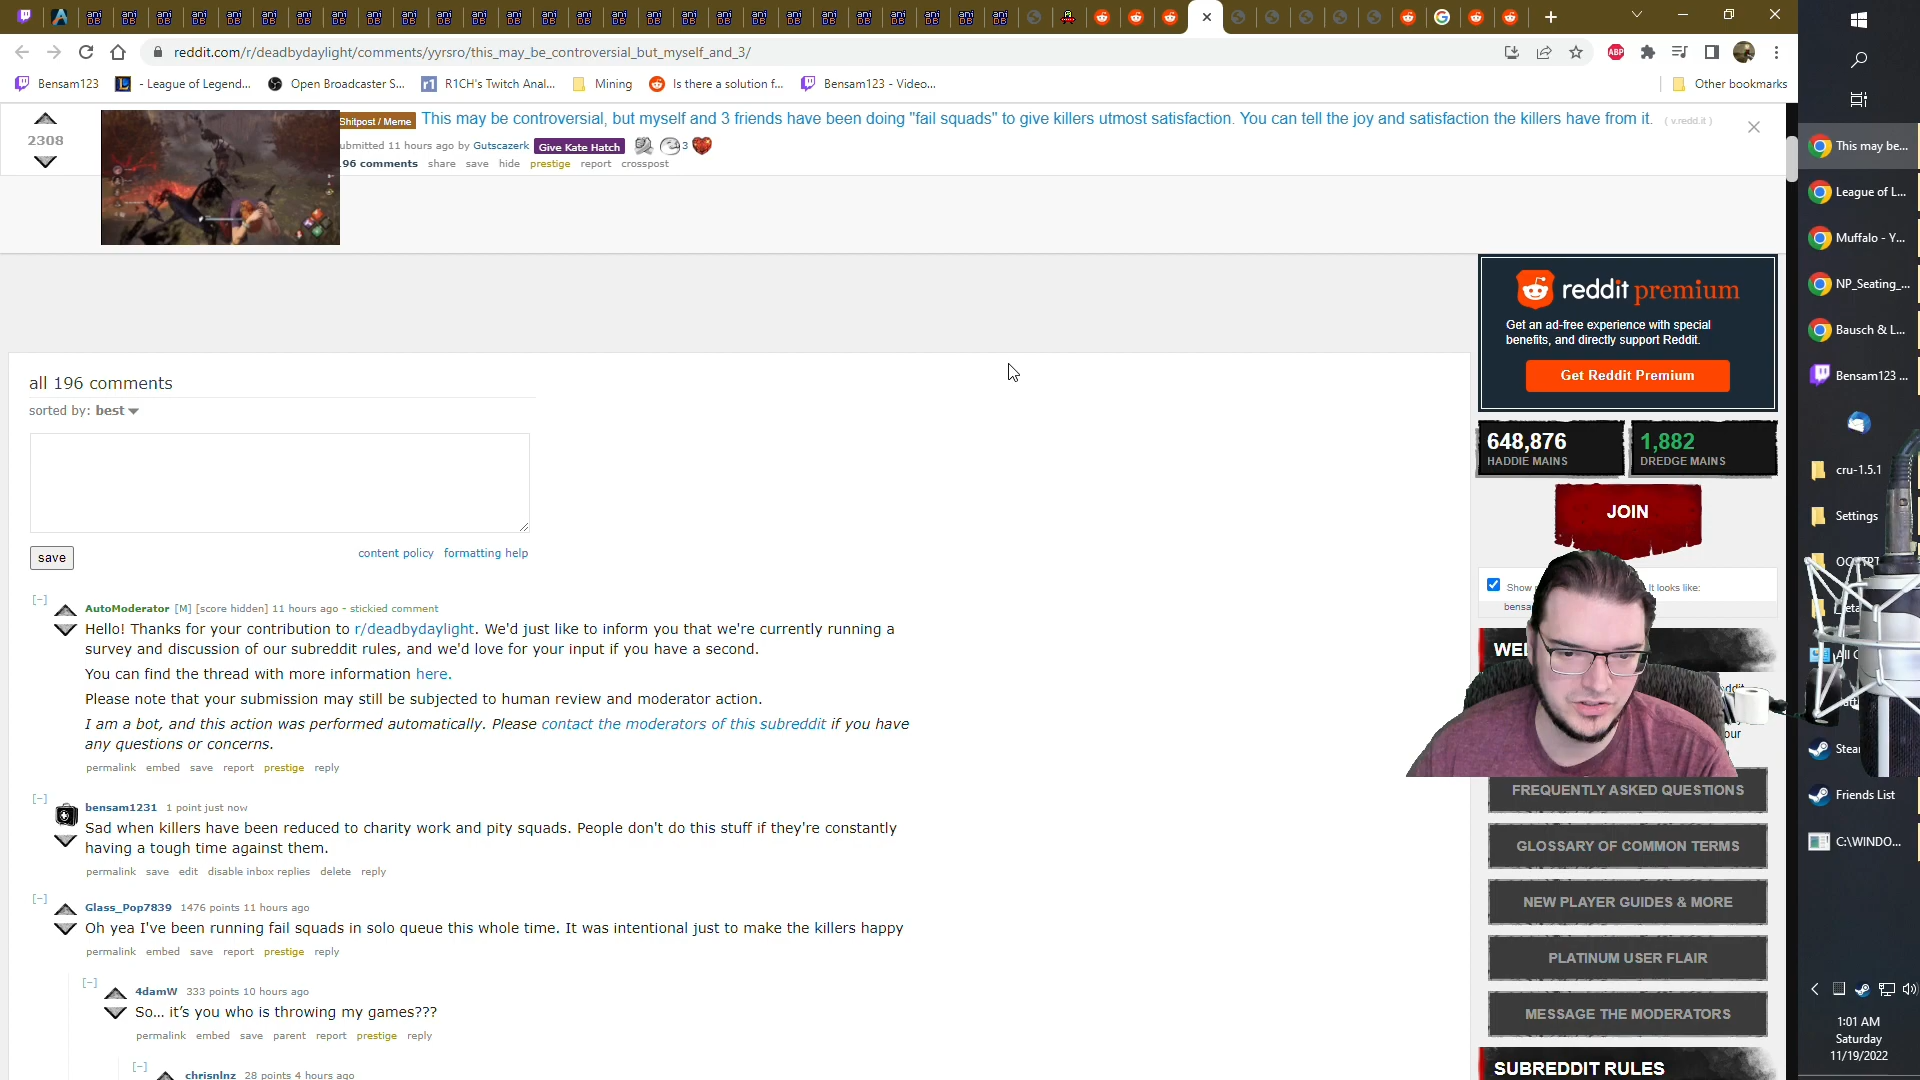 reddit.com/r/deadbydaylight/comments/yyrsro/this_may_be_controversial_but_myself_and_3/
Bensam123
- League of Legend...
Open Broadcaster S...
R1CH's Twitch Anal...
Mining
Is there a solution f...
Bensam123 - Video...
Other bookmarks
2308
Shitpost / Meme This may be controversial, but myself and 3 friends have been doing "fail squads" to give killers utmost satisfaction. You can tell the joy and satisfaction the killers have from it. (v.redd.it)
ubmitted 11 hours ago by Gutscazerk Give Kate Hatch 3
96 comments share save hide prestige report crosspost
all 196 comments
sorted by: best
save
content policy formatting help
[-] AutoModerator [M] [score hidden] 11 hours ago - stickied comment
Hello! Thanks for your contribution to r/deadbydaylight. We'd just like to inform you that we're currently running a
survey and discussion of our subreddit rules, and we'd love for your input if you have a second.
You can find the thread with more information here.
Please note that your submission may still be subjected to human review and moderator action.
I am a bot, and this action was performed automatically. Please contact the moderators of this subreddit if you have
any questions or concerns.
permalink embed save report prestige reply
[-] bensam1231 1 point just now
Sad when killers have been reduced to charity work and pity squads. People don't do this stuff if they're constantly
having a tough time against them.
permalink save edit disable inbox replies delete reply
[-] Glass_Pop7839 1476 points 11 hours ago
Oh yea I've been running fail squads in solo queue this whole time. It was intentional just to make the killers happy
permalink embed save report prestige reply
[-] 4damW 333 points 10 hours ago
So... it's you who is throwing my games???
permalink embed save parent report prestige reply
[-] chrisnlnz 28 points 4 hours ago
reddit premium
Get an ad-free experience with special
benefits, and directly support Reddit.
Get Reddit Premium
648,876
HADDIE MAINS
1,882
DREDGE MAINS
JOIN
Show
It looks like:
bensa
WEL
our
FREQUENTLY ASKED QUESTIONS
GLOSSARY OF COMMON TERMS
NEW PLAYER GUIDES & MORE
PLATINUM USER FLAIR
MESSAGE THE MODERATORS
SUBREDDIT RULES
This may be...
League of L...
Muffalo - Y...
NP_Seating_...
Bausch & L...
Bensam123 ...
cru-1.5.1
Settings
All C
Stea
Friends List
C:\WINDO...
1:01 AM
Saturday
11/19/2022